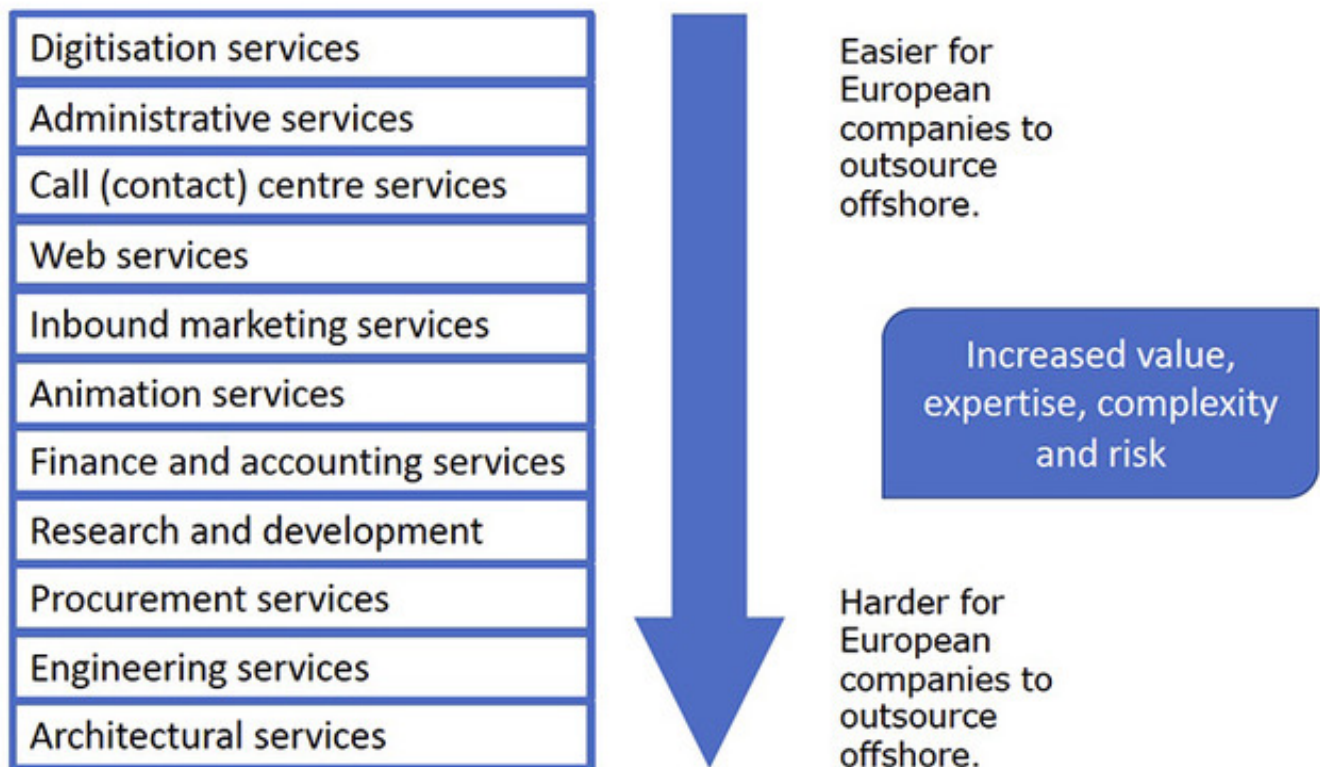 Digitisation services
Administrative services
Call (contact) centre services
Web services
Inbound marketing services
Animation services
Finance and accounting services
Research and development
Procurement services
Engineering services
Architectural services
Easier for
European
companies to
outsource
offshore.
Increased value,
expertise, complexity
and risk
Harder for
European
companies to
outsource
offshore.